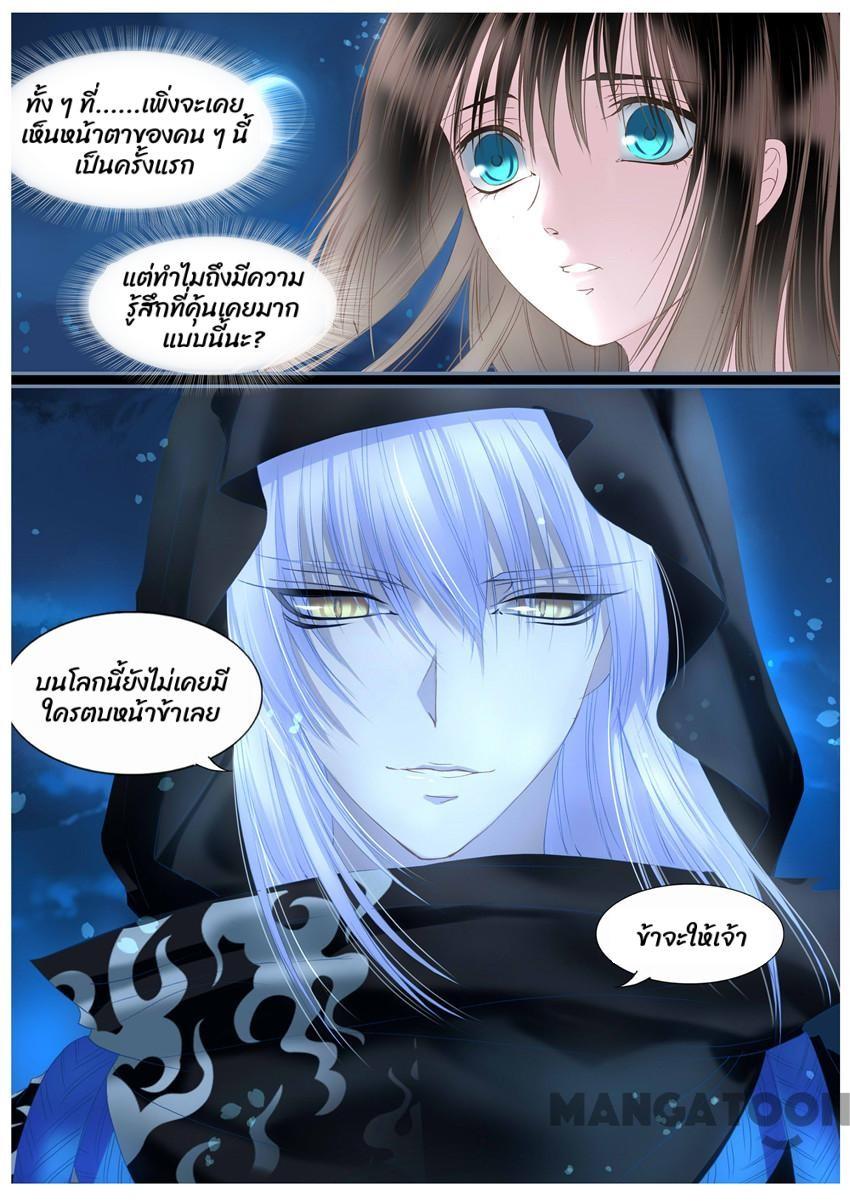 ทั้ง ๆ ที่......เพิ่งจะเคย
เห็นหน้าตาของคน ๆ นี้
เป็นครั้งแรก
แต่ทำไมถึงมีความ
รู้สึกที่คุ้นเคยมาก
แบบนี้นะ?
บนโลกนี้ยังไม่เคยมี
ใครตบหน้าข้าเลย
ข้าจะให้เจ้า
MANGATOON